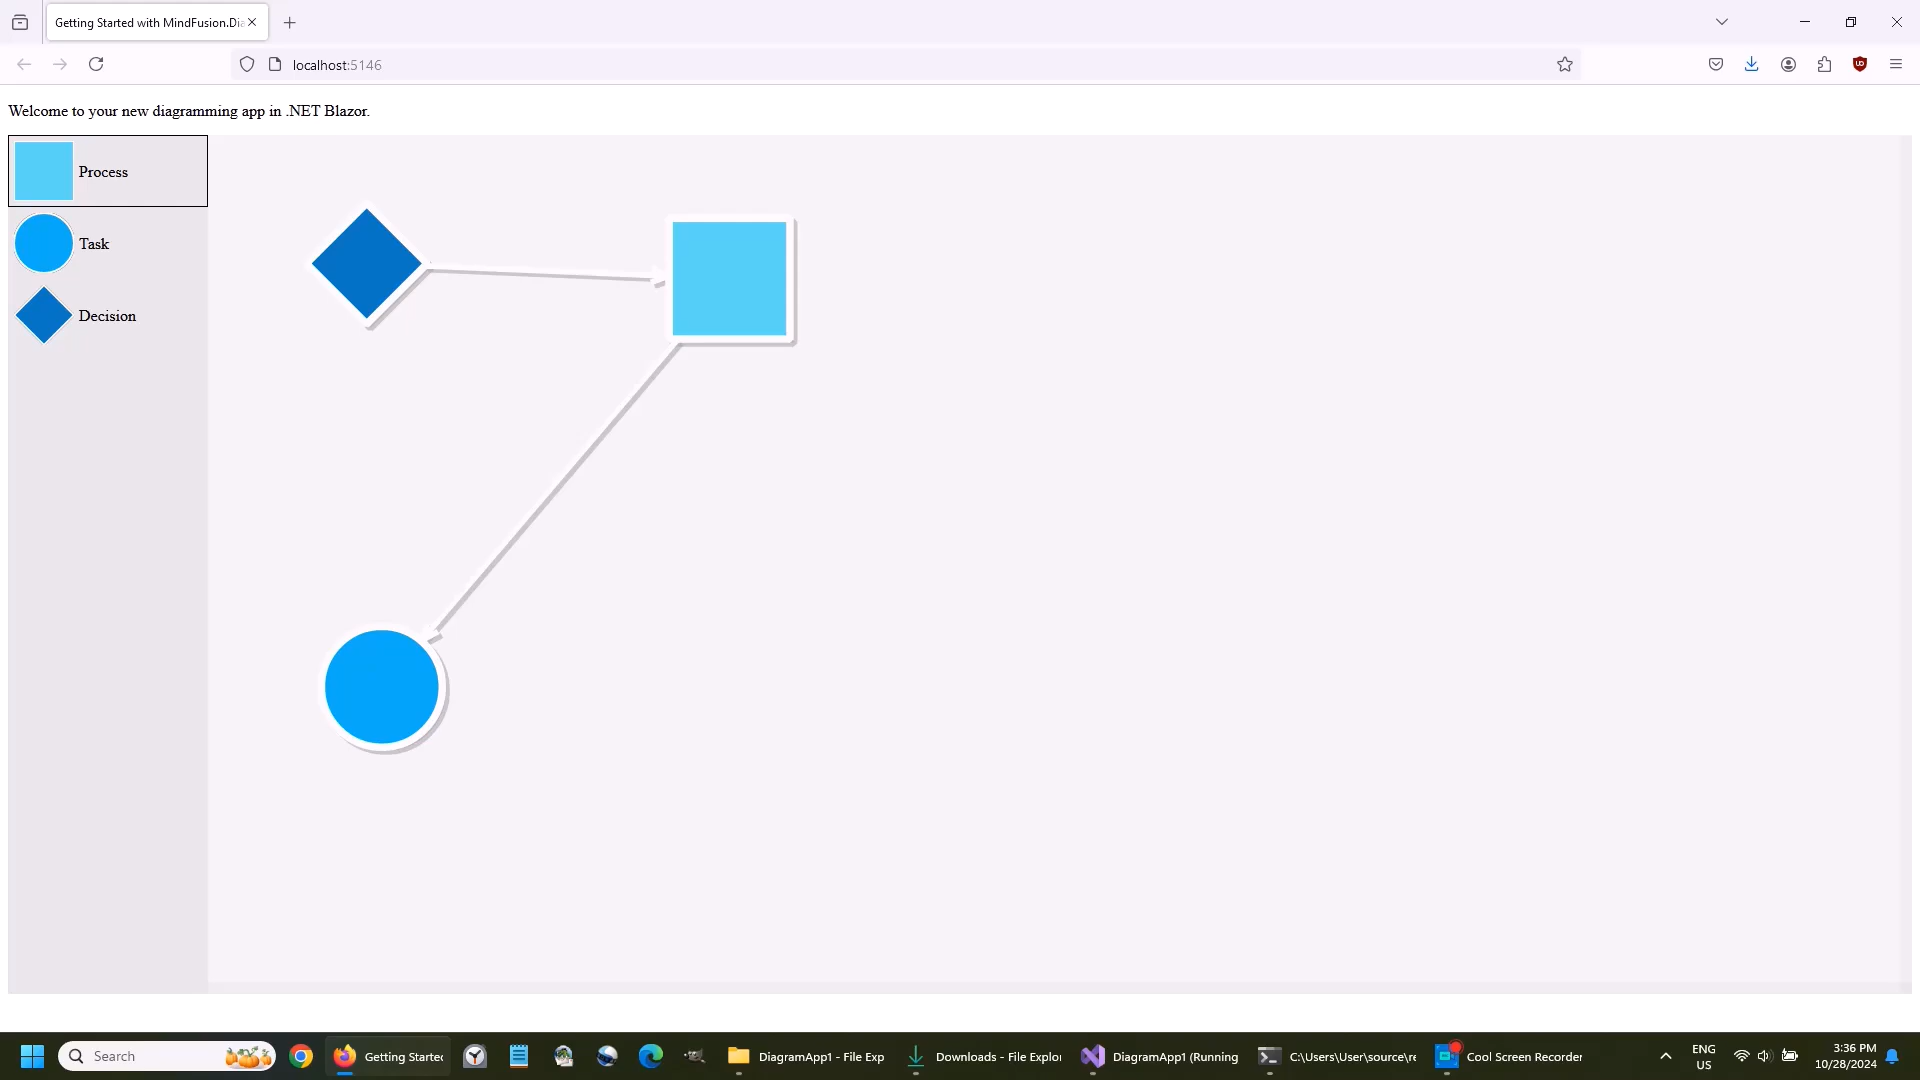 Getting Started with MindFusion.Dia
localhost:5146
Welcome to your new diagramming app in .NET Blazor.
Process
Task
Decision
Search
Getting Startec
DiagramApp1 - File Exp
Downloads - File Explor
DiagramApp1 (Running
C:\Users\User\source\re
Cool Screen Recorder
ENG
US
3:36 PM
10/28/2024